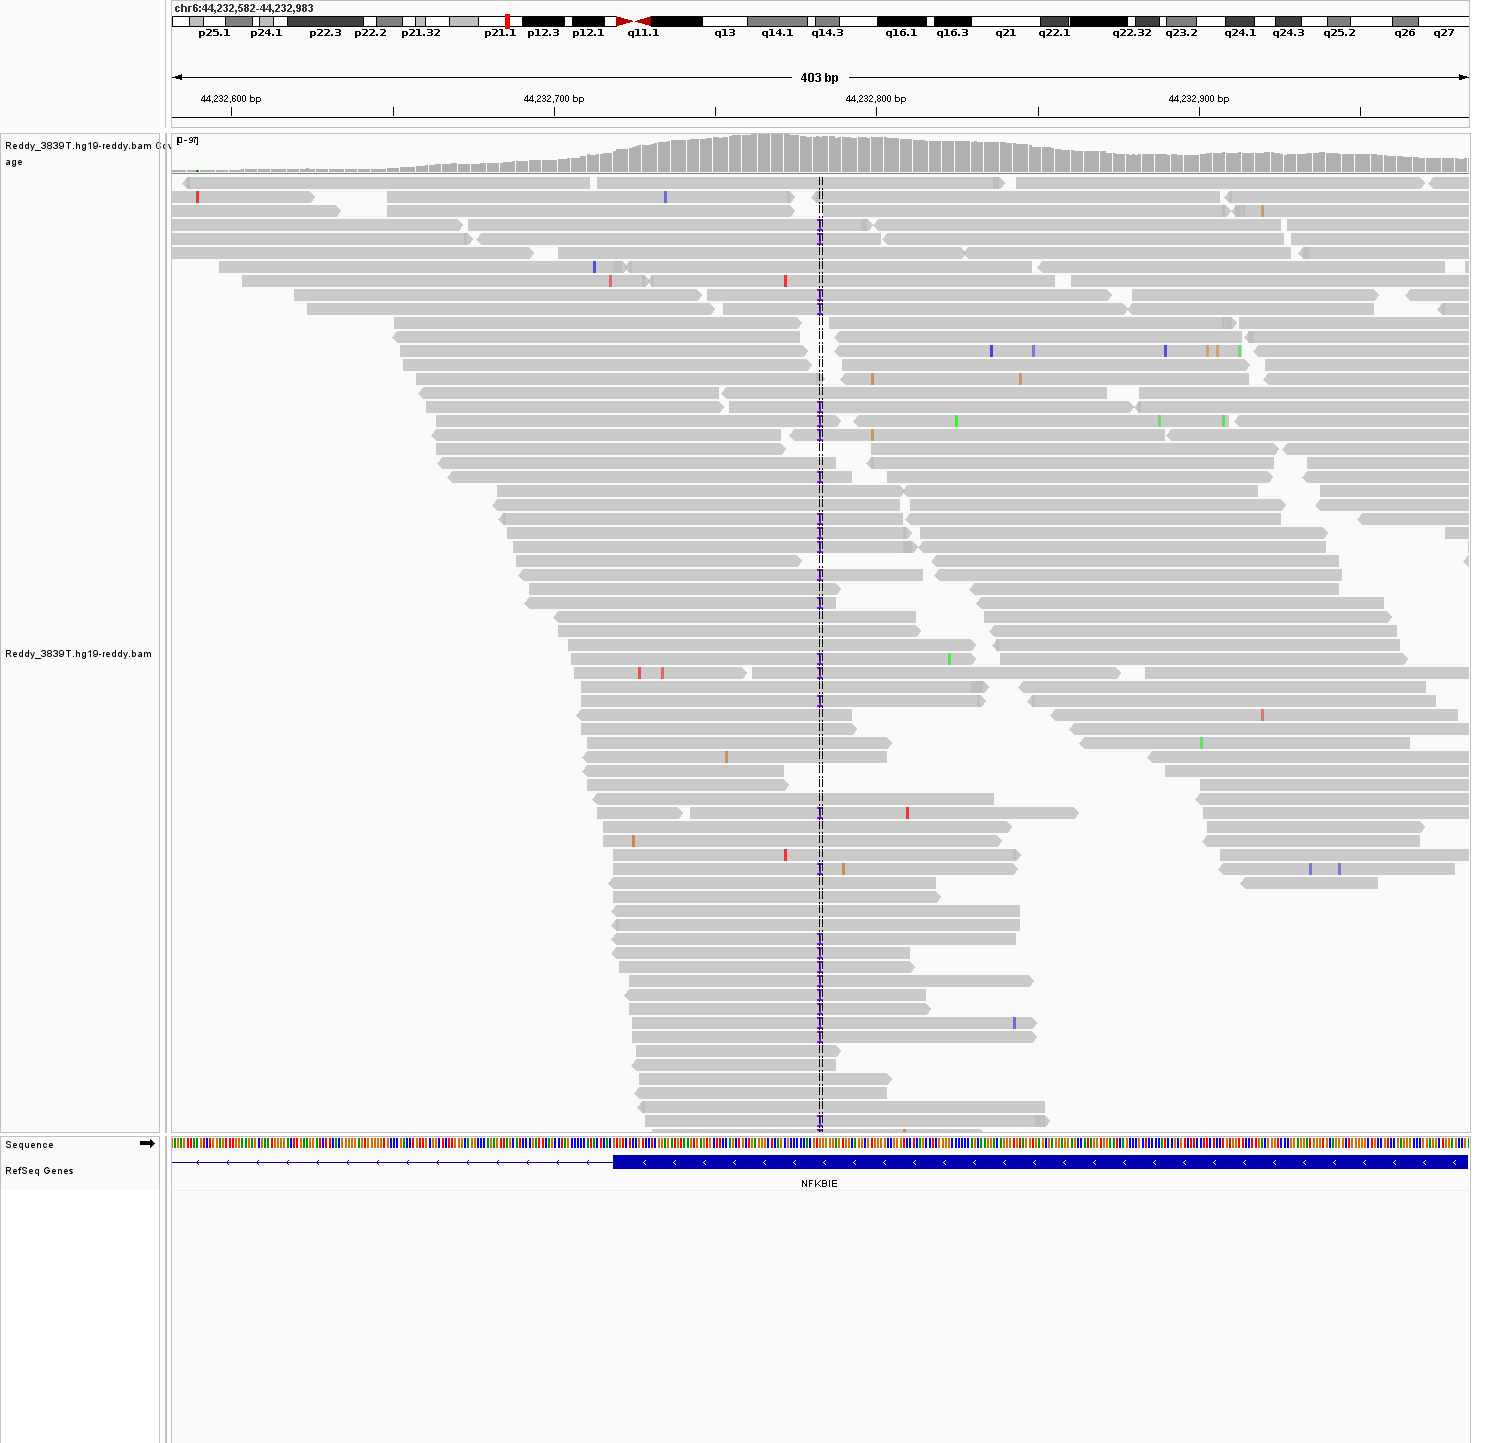 chr6:44,232,582-44,232,983
p25.1 p24.1 p22.3 p22.2 p21.32 p21.1 p12.3 p12.1 q11.1 q13 q14.1 q14.3 q16.1 q16.3 q21 q22.1 q22.32 q23.2 q24.1 q24.3 q25.2 q26 q27
403 bp
44,232,600 bp 44,232,700 bp 44,232,800 bp 44,232,900 bp
[0-97]
Reddy_3839T.hg19-reddy.bam
age
Reddy_3839T.hg19-reddy.bam
Sequence
RefSeq Genes
NFKBIE